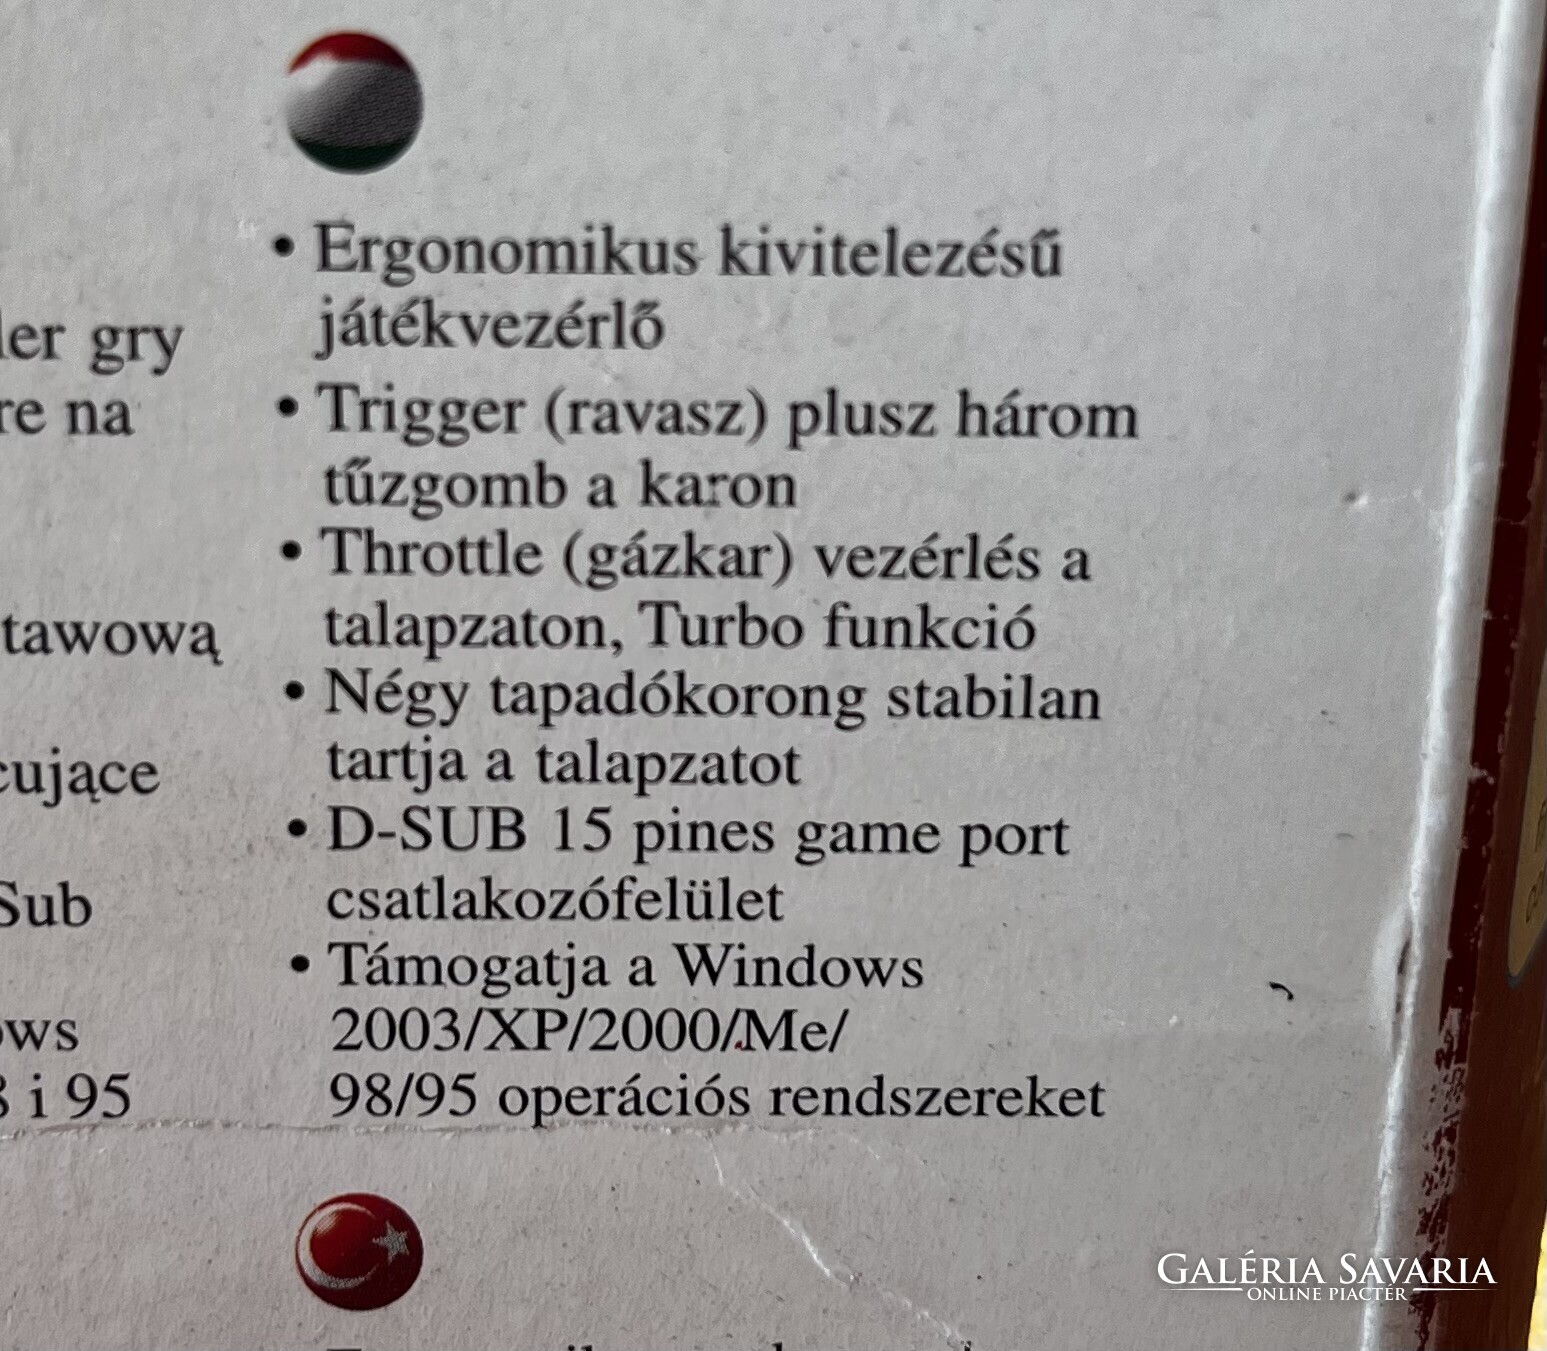 ler gry
re na
tawową
cujące
Sub
ows
8 i 95
• Ergonomikus kivitelezésű
játékvezérlő
• Trigger (ravasz) plusz három
tűzgomb a karon
• Throttle (gázkar) vezérlés a
talapzaton, Turbo funkció
• Négy tapadókorong stabilan
tartja a talapzatot
• D-SUB 15 pines game port
csatlakozófelület
• Támogatja a Windows
2003/XP/2000/Me/
98/95 operációs rendszereket
GALÉRIA SAVARIA
ONLINE PIACTÉR